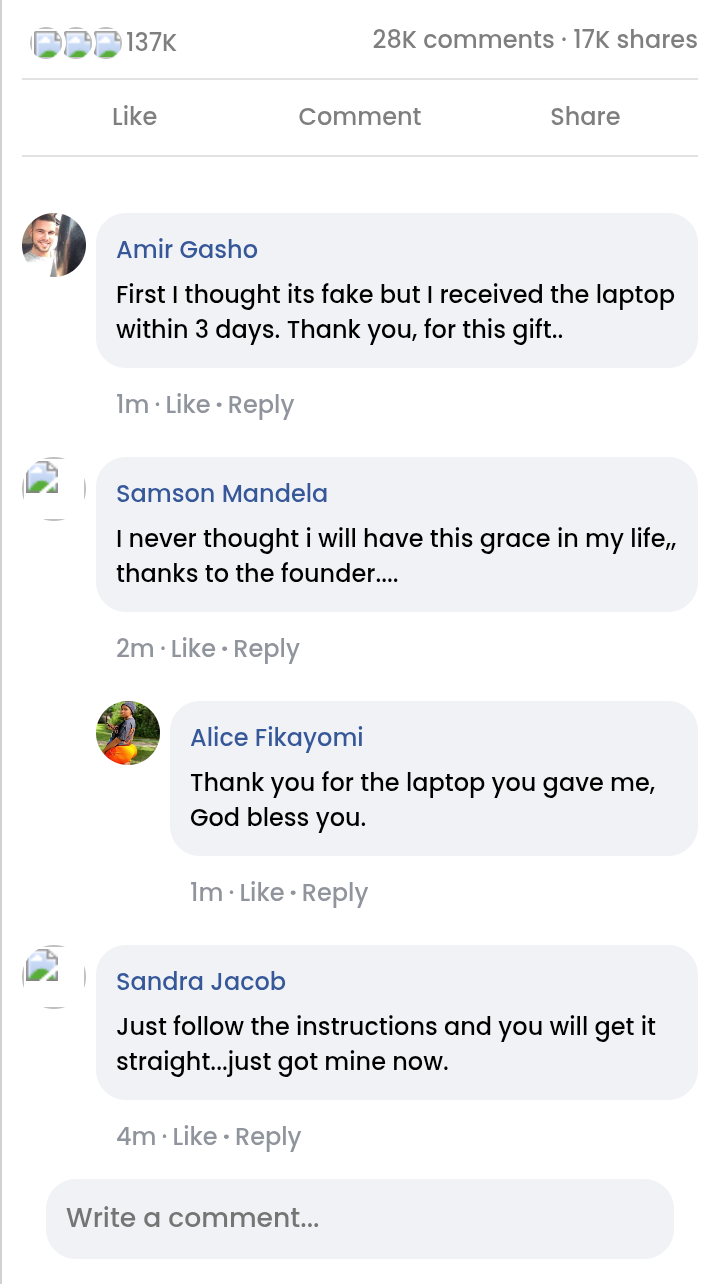 137K
28K comments · 17K shares
Like Comment Share
Amir Gasho
First I thought its fake but I received the laptop
within 3 days. Thank you, for this gift..
1m · Like · Reply
Samson Mandela
I never thought i will have this grace in my life,,
thanks to the founder....
2m · Like · Reply
Alice Fikayomi
Thank you for the laptop you gave me,
God bless you.
1m · Like · Reply
Sandra Jacob
Just follow the instructions and you will get it
straight...just got mine now.
4m · Like · Reply
Write a comment...